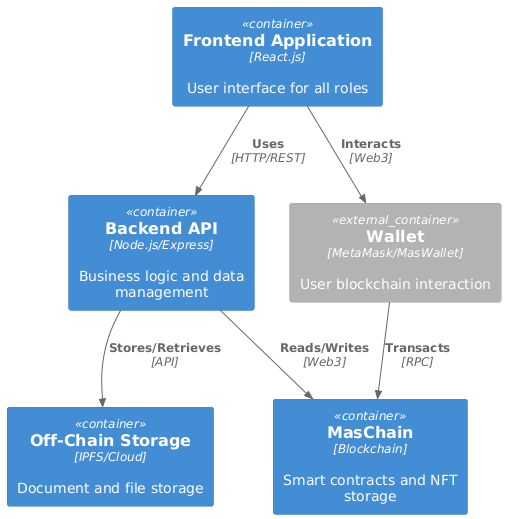 «container»
Frontend Application
[React.js]
User interface for all roles
Uses
[HTTP/REST]
Interacts
[Web3]
«container»
Backend API
[Node.js/Express]
Business logic and data
management
«external_container»
Wallet
[MetaMask/MasWallet]
User blockchain interaction
Stores/Retrieves
[API]
Reads/Writes
[Web3]
Transacts
[RPC]
«container»
Off-Chain Storage
[IPFS/Cloud]
Document and file storage
«container»
MasChain
[Blockchain]
Smart contracts and NFT
storage